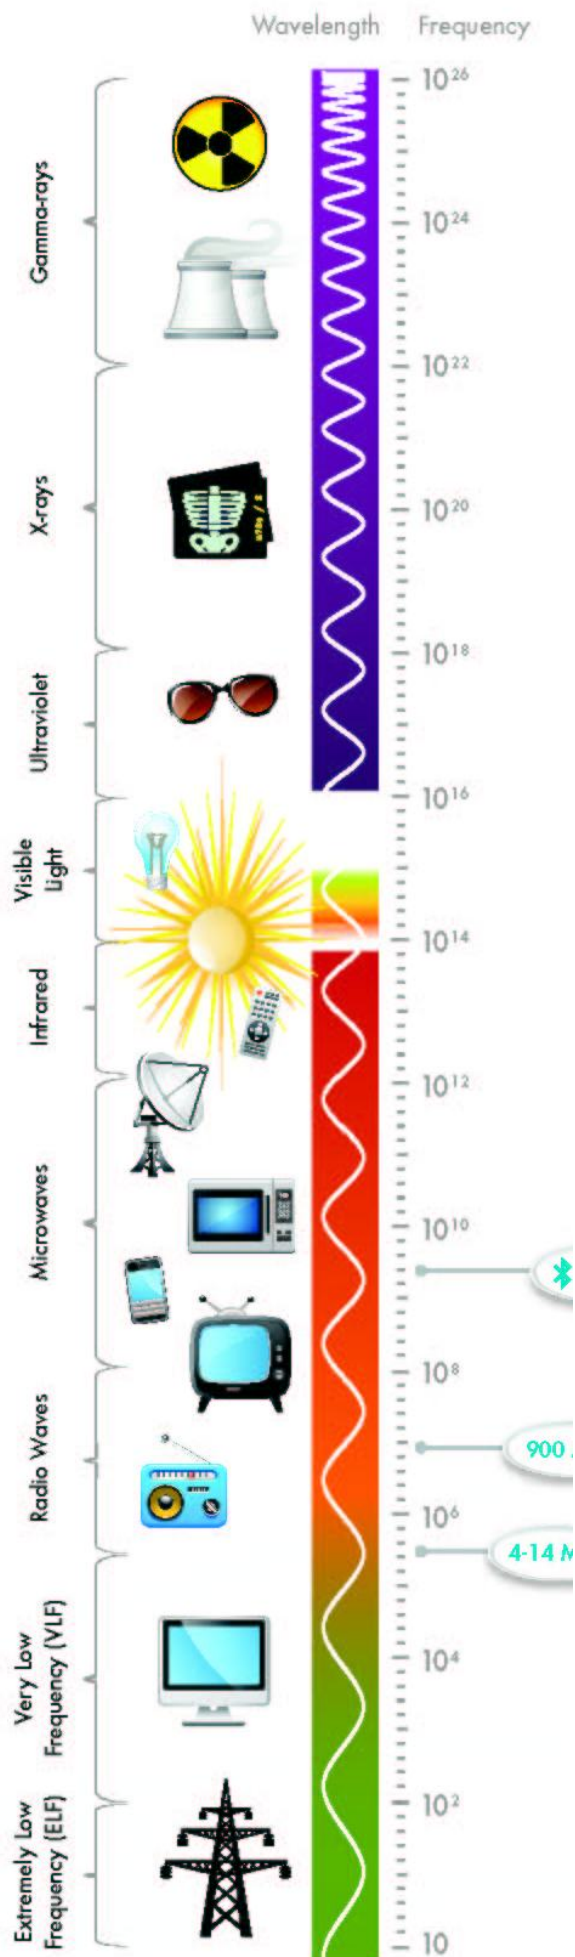 Wavelength Frequency
10²⁶
Gamma-rays
10²⁴
10²²
X-rays
10²⁰
10¹⁸
Ultraviolet
10¹⁶
Visible
Light
10¹⁴
Infrared
10¹²
Microwaves
10¹⁰
10⁸
Radio Waves
900
10⁶
4-14 M
Very Low
Frequency (VLF)
10⁴
10²
Extremely Low
Frequency (ELF)
10